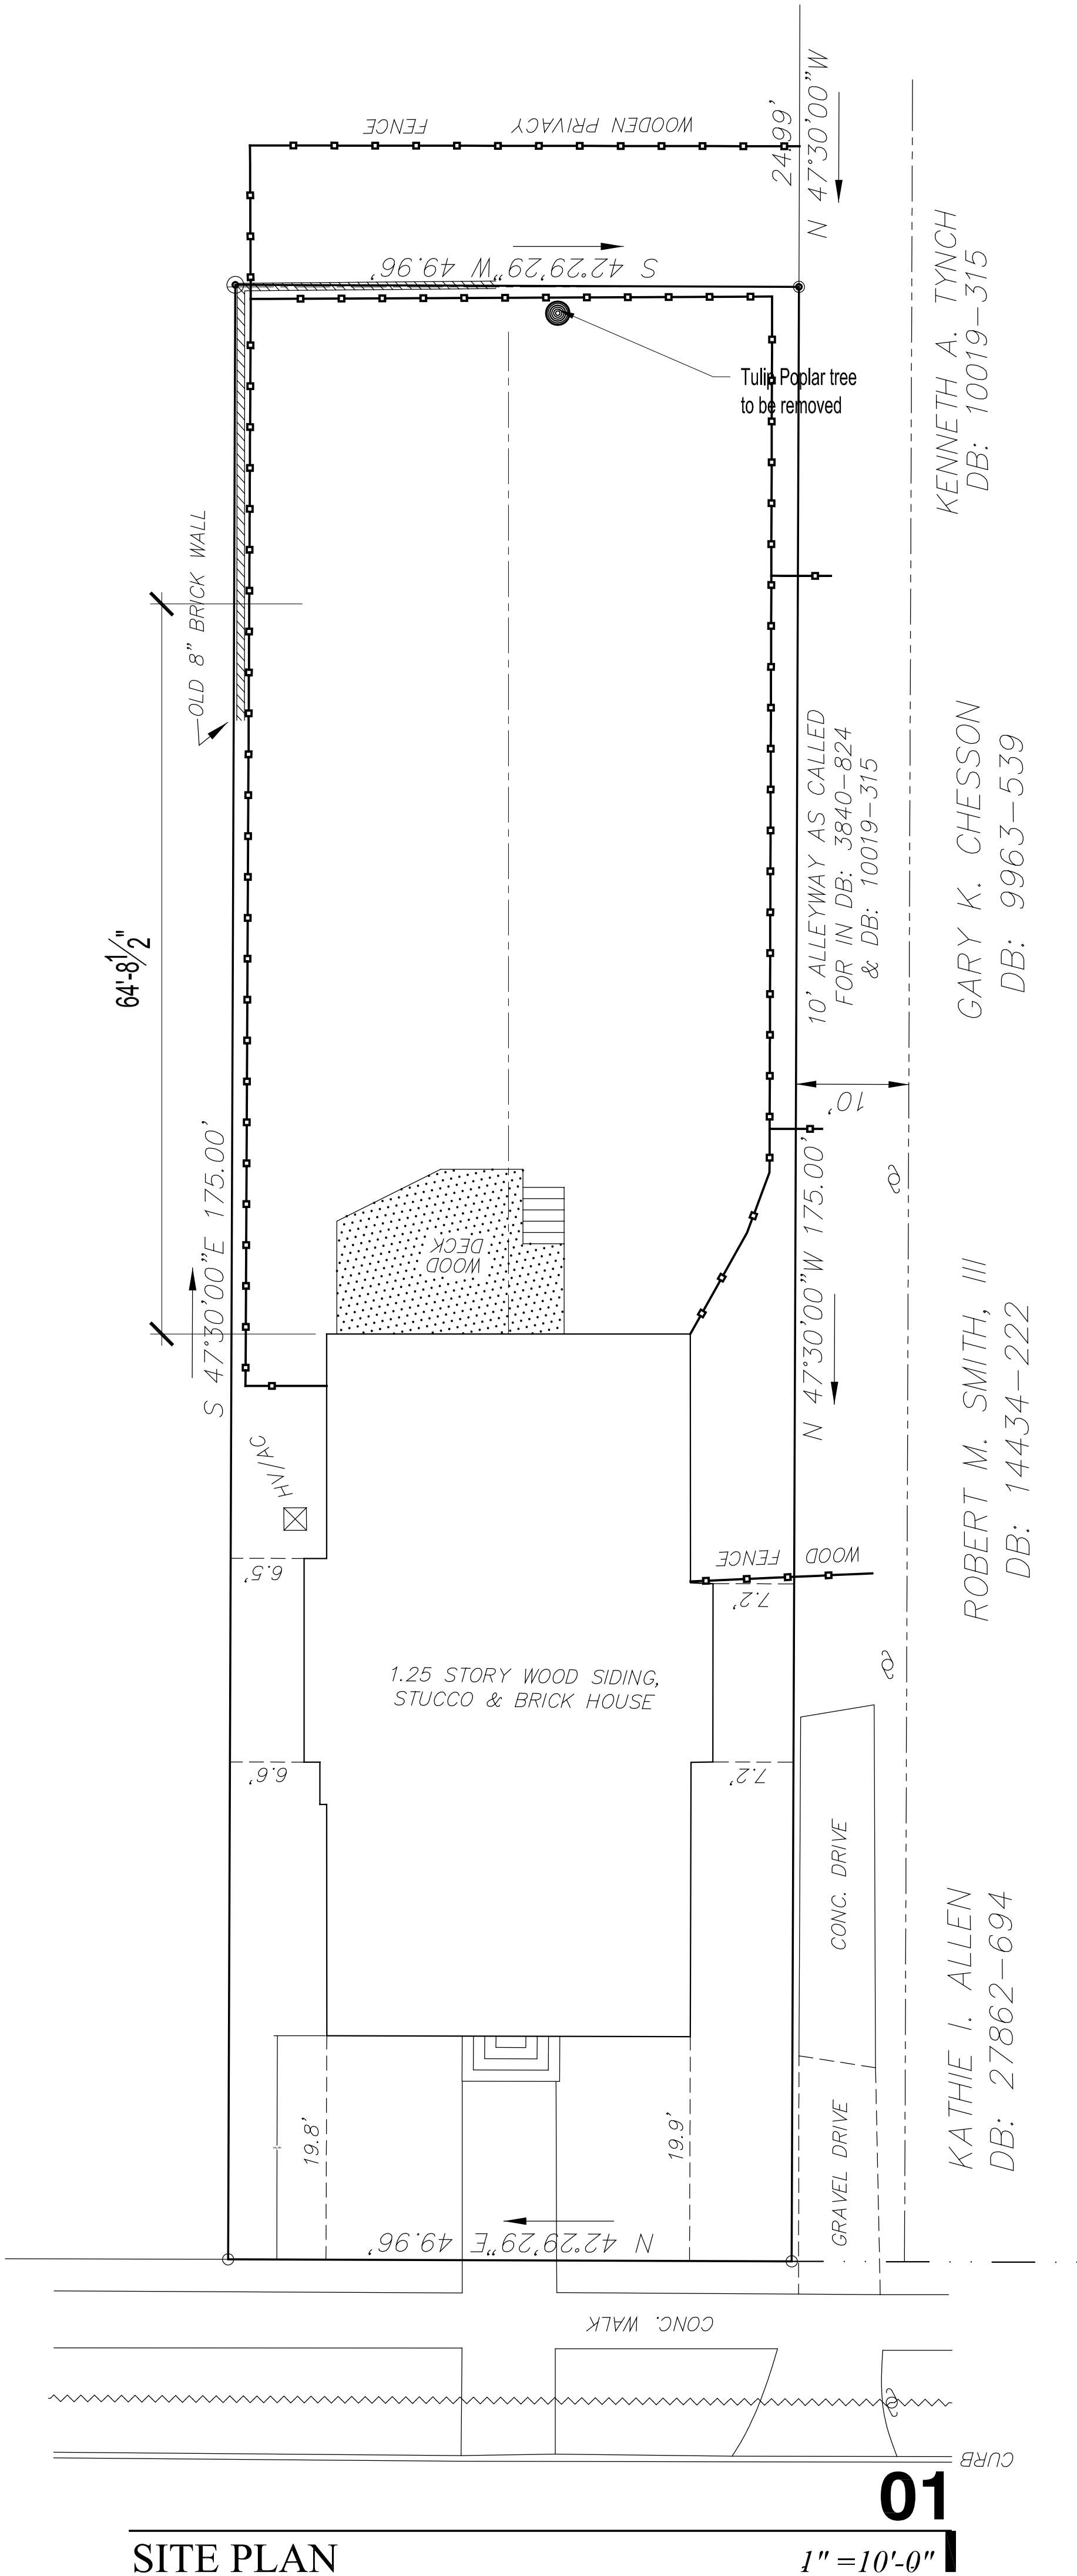 WOODEN PRIVACY FENCE
24.99'
N 47°30'00"W
S 42°29'29"W 49.96'
Tulip Poplar tree
to be removed
KENNETH A. TYNCH
DB: 10019-315
OLD 8" BRICK WALL
64'-8 1/2"
10' ALLEYWAY AS CALLED
FOR IN DB: 3840-824
& DB: 10019-315
GARY K. CHESSON
DB: 9963-539
10'
S 47°30'00"E 175.00'
WOOD
DECK
N 47°30'00"W 175.00'
ROBERT M. SMITH, III
DB: 14434-222
HV/AC
WOOD FENCE
6.5'
7.2'
1.25 STORY WOOD SIDING,
STUCCO & BRICK HOUSE
6.6'
7.2'
CONC. DRIVE
KATHIE I. ALLEN
DB: 27862-694
19.8'
19.9'
GRAVEL DRIVE
N 42°29'29"E 49.96'
CONC. WALK
CURB
01
SITE PLAN
1" =10'-0"